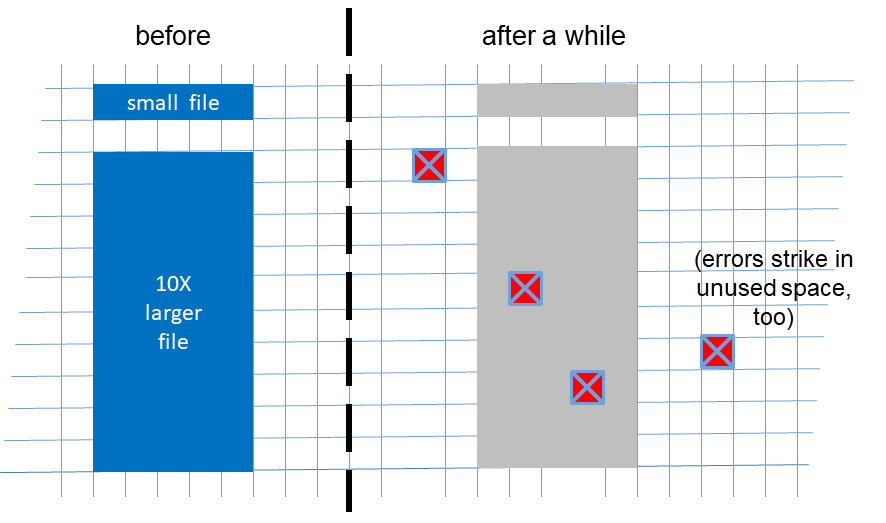 before
after a while
small  file
10X
larger
file
(errors strike in
unused space,
too)